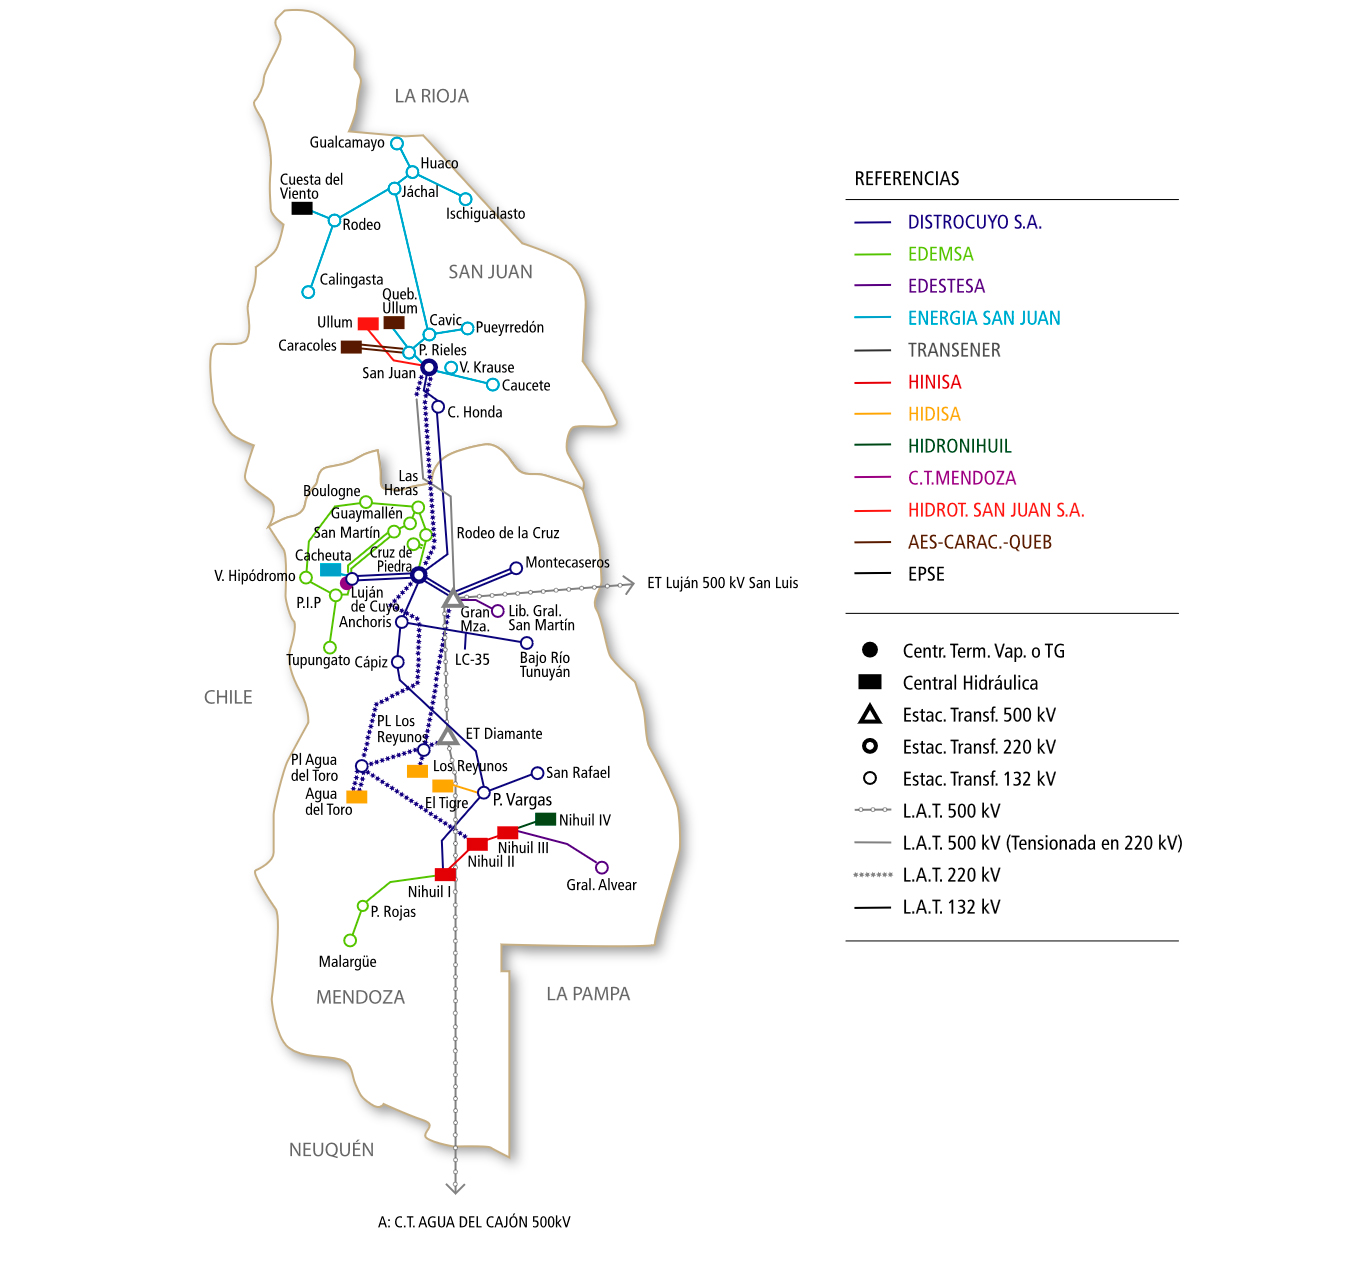 LA RIOJA
Gualcamayo
Huaco
Cuesta del
Viento
Jáchal
Ischigualasto
Rodeo
SAN JUAN
Calingasta
Queb.
Ullum
Ullum
Cavic
Pueyrredón
Caracoles
P. Rieles
San Juan
V. Krause
Caucete
C. Honda
Las
Heras
Boulogne
Guaymallén
San Martín
Rodeo de la Cruz
Cacheuta
Cruz de
Piedra
Montecaseros
V. Hipódromo
ET Luján 500 kV San Luis
P.I.P
Luján
de Cuyo
Gran
Mza.
Lib. Gral.
San Martín
Anchoris
Tupungato
Cápiz
LC-35
Bajo Río
Tunuyán
CHILE
PL Los
Reyunos
ET Diamante
Pl Agua
del Toro
Los Reyunos
San Rafael
Agua
del Toro
El Tigre
P. Vargas
Nihuil IV
Nihuil III
Nihuil II
Nihuil I
Gral. Alvear
P. Rojas
Malargüe
MENDOZA
LA PAMPA
NEUQUÉN
A: C.T. AGUA DEL CAJÓN 500kV
REFERENCIAS
DISTROCUYO S.A.
EDEMSA
EDESTESA
ENERGIA SAN JUAN
TRANSENER
HINISA
HIDISA
HIDRONIHUIL
C.T.MENDOZA
HIDROT. SAN JUAN S.A.
AES-CARAC.-QUEB
EPSE
Centr. Term. Vap. o TG
Central Hidráulica
Estac. Transf. 500 kV
Estac. Transf. 220 kV
Estac. Transf. 132 kV
L.A.T. 500 kV
L.A.T. 500 kV (Tensionada en 220 kV)
L.A.T. 220 kV
L.A.T. 132 kV